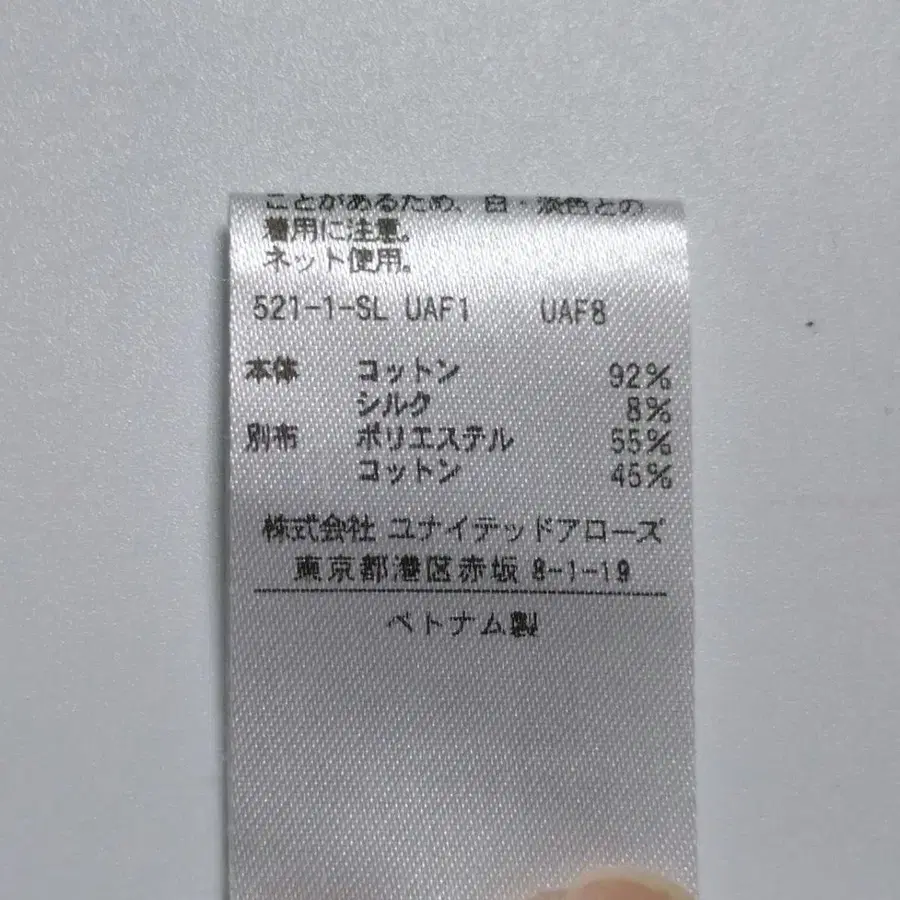 ことがあるため、白・淡色との
着用に注意。
ネット使用。
521-1-SL UAF1 UAF8
本体 コットン 92%
シルク 8%
別布 ポリエステル 55%
コットン 45%
株式会社 ユナイテッドアローズ
東京都港区赤坂 8-1-19
ベトナム製